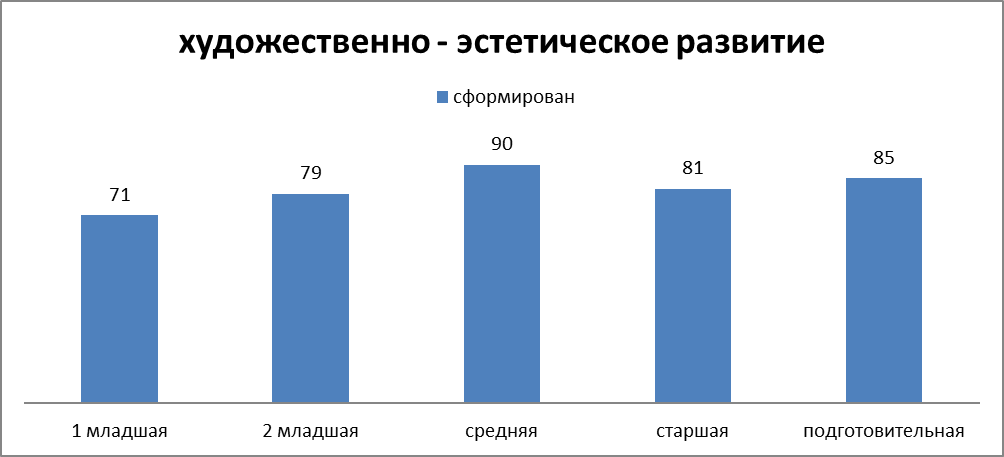 художественно - эстетическое развитие
сформирован
71
79
90
81
85
1 младшая
2 младшая
средняя
старшая
подготовительная